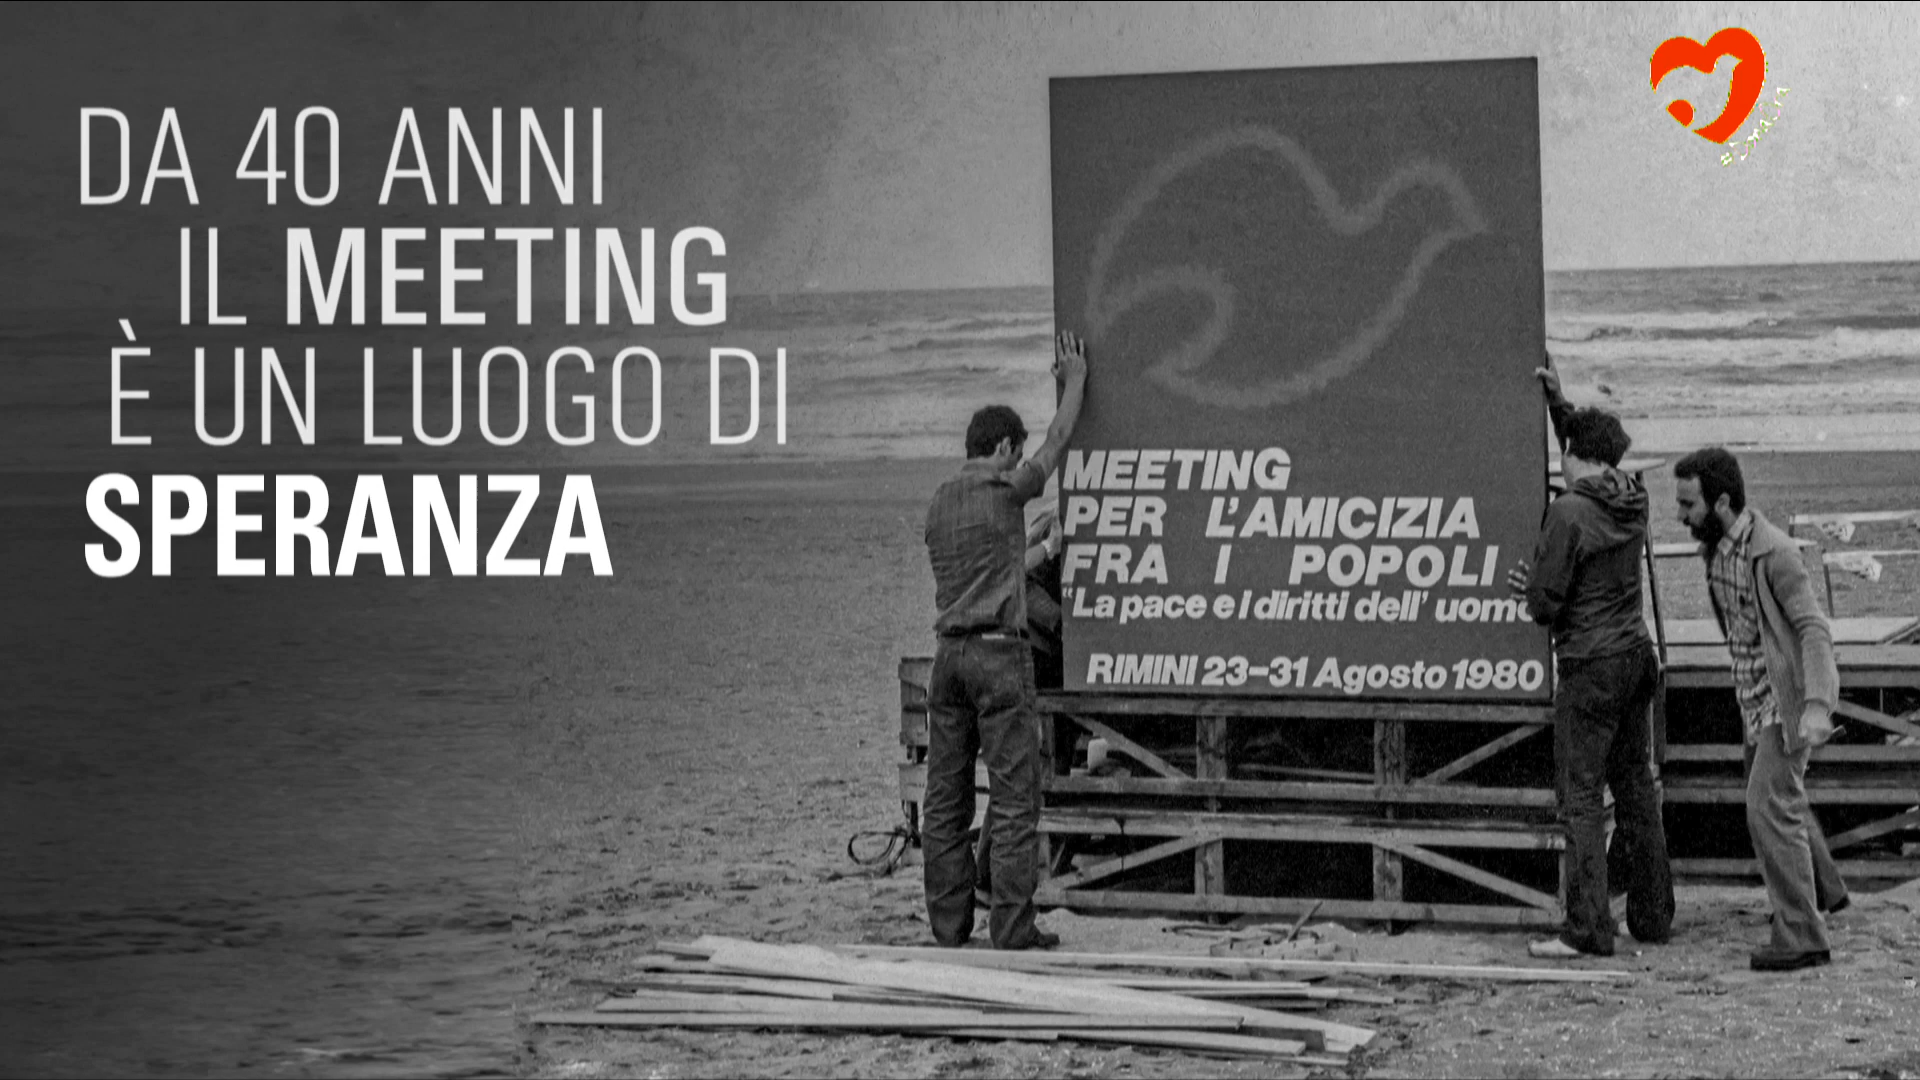 DA 40 ANNI
IL MEETING
È UN LUOGO DI
SPERANZA
MEETING
PER L'AMICIZIA
FRA I POPOLI
"La pace e i diritti dell' uomo
RIMINI 23-31 Agosto 1980